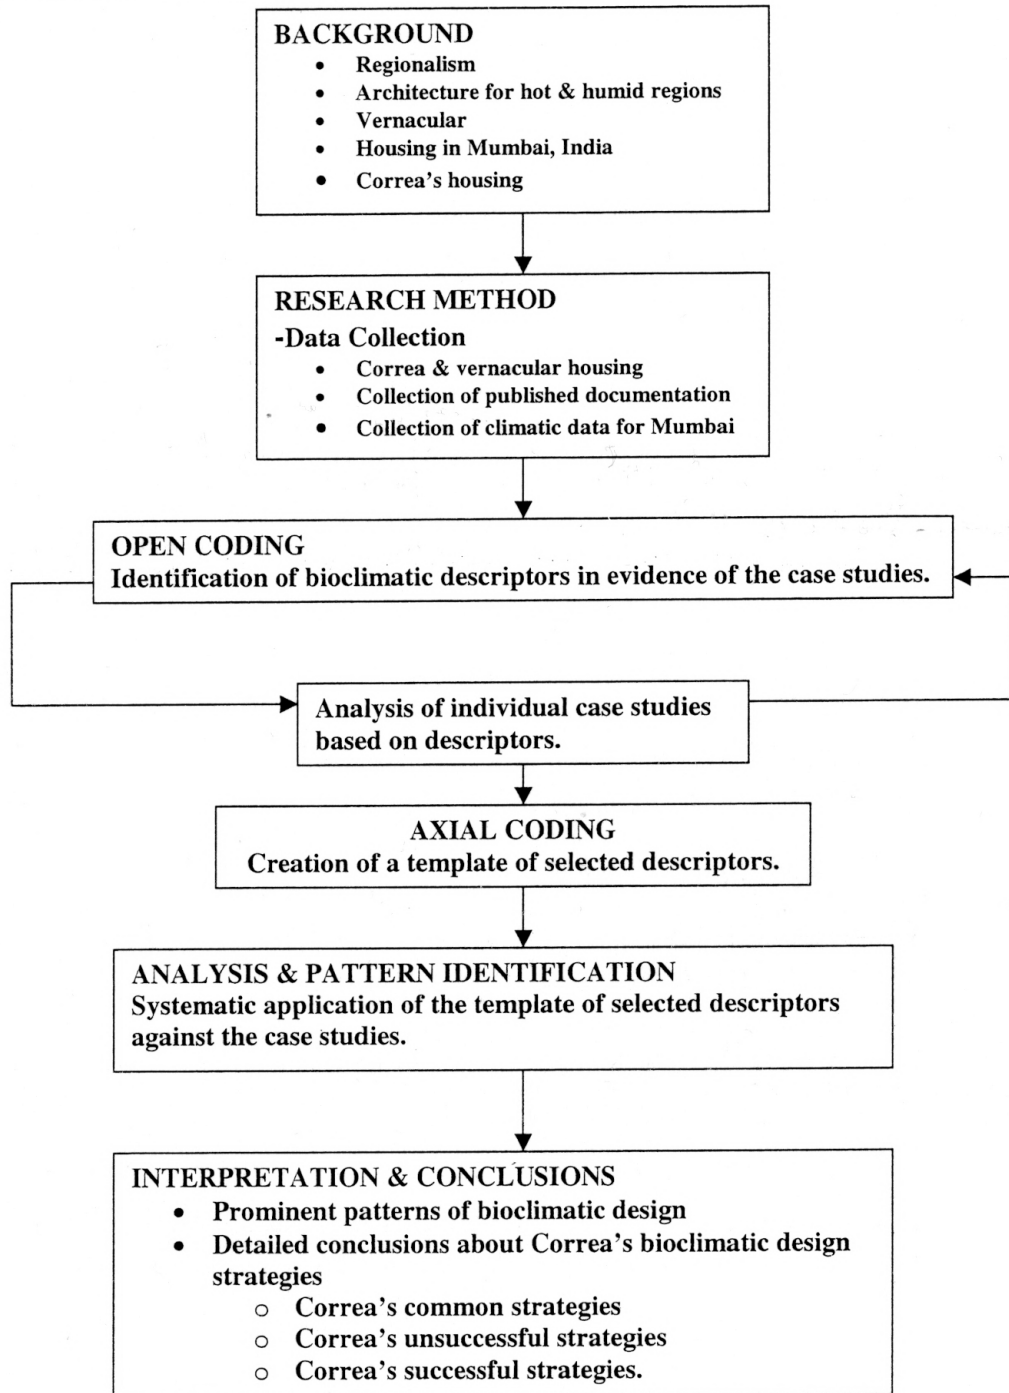 BACKGROUND
• Regionalism
• Architecture for hot & humid regions
• Vernacular
• Housing in Mumbai, India
• Correa's housing
RESEARCH METHOD
-Data Collection
• Correa & vernacular housing
• Collection of published documentation
• Collection of climatic data for Mumbai
OPEN CODING
Identification of bioclimatic descriptors in evidence of the case studies.
Analysis of individual case studies
based on descriptors.
AXIAL CODING
Creation of a template of selected descriptors.
ANALYSIS & PATTERN IDENTIFICATION
Systematic application of the template of selected descriptors
against the case studies.
INTERPRETATION & CONCLUSIONS
• Prominent patterns of bioclimatic design
• Detailed conclusions about Correa's bioclimatic design
strategies
o Correa's common strategies
o Correa's unsuccessful strategies
o Correa's successful strategies.